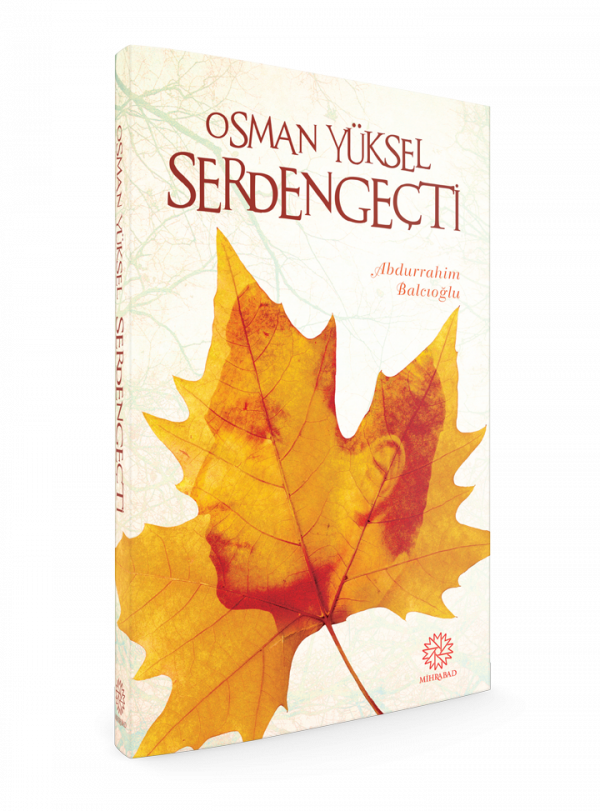 OSMAN YÜKSEL
SERDENGEÇTİ
Abdurrahim
Balcıoğlu
MİHRABAD
OSMAN YÜKSEL SERDENGEÇTİ